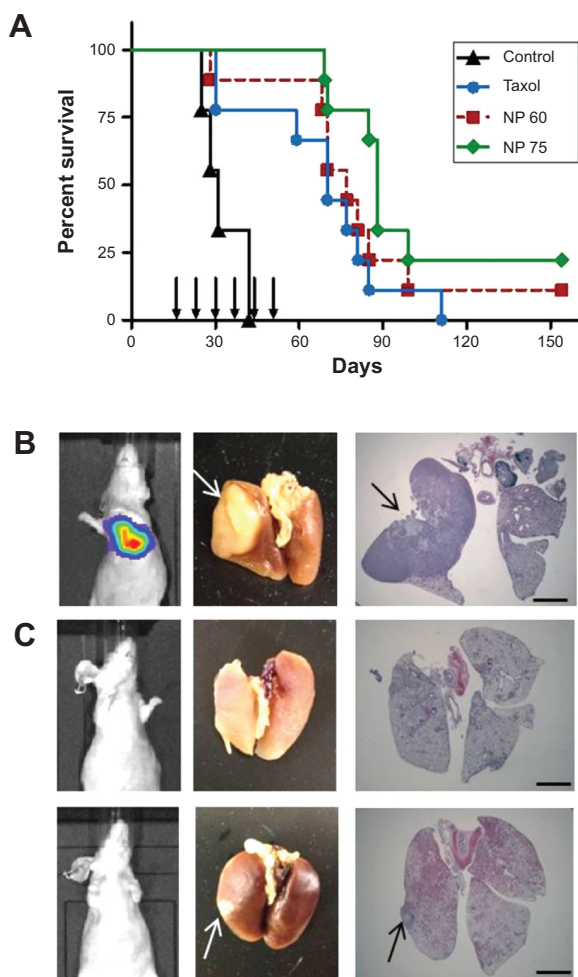 A
Percent survival
100
75
50
25
0
0 30 60 90 120 150
Days
Control
Taxol
NP 60
NP 75
B
C